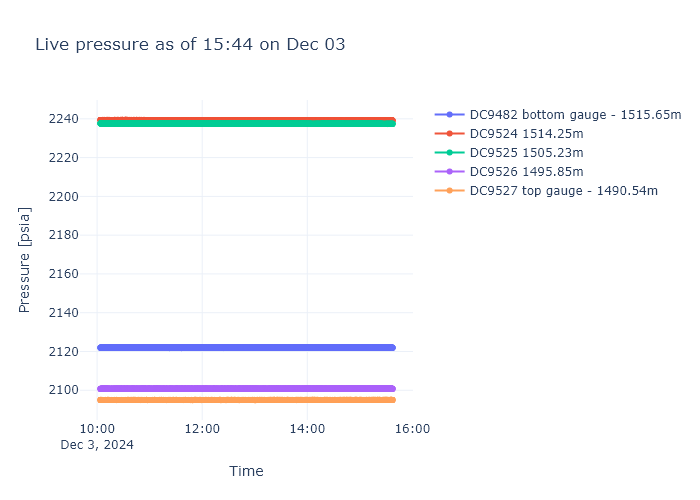 Live pressure as of 15:44 on Dec 03
DC9482 bottom gauge - 1515.65m
DC9524 1514.25m
DC9525 1505.23m
DC9526 1495.85m
DC9527 top gauge - 1490.54m
Pressure [psia]
2240
2220
2200
2180
2160
2140
2120
2100
10:00
12:00
14:00
16:00
Dec 3, 2024
Time